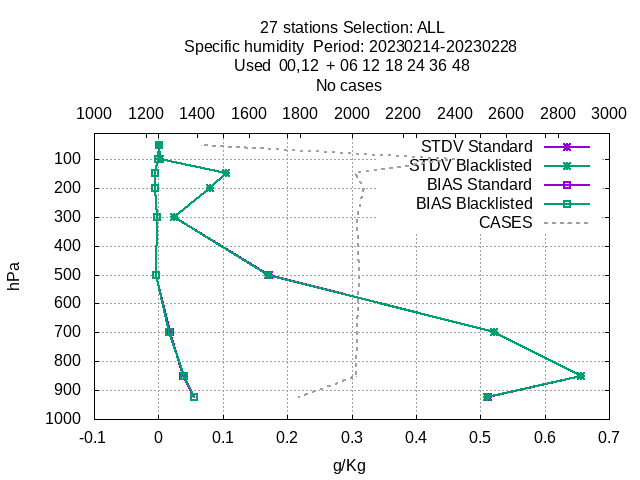 27 stations Selection: ALL
Specific humidity  Period: 20230214-20230228
Used  00,12  + 06 12 18 24 36 48
No cases
1000 1200 1400 1600 1800 2000 2200 2400 2600 2800 3000
STDV Standard
STDV Blacklisted
BIAS Standard
BIAS Blacklisted
CASES
100
200
300
400
500
600
700
800
900
1000
hPa
-0.1 0 0.1 0.2 0.3 0.4 0.5 0.6 0.7
g/Kg